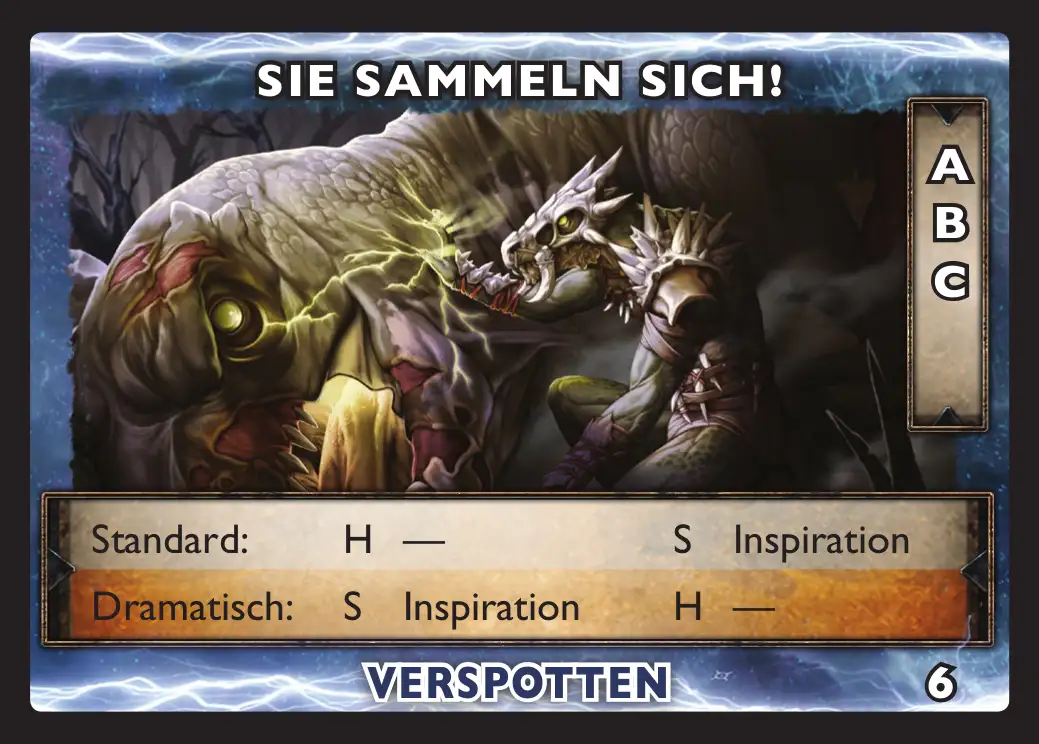 SIE SAMMELN SICH!
A
B
C
Standard: H — S Inspiration
Dramatisch: S Inspiration H —
VERSPOTTEN
6